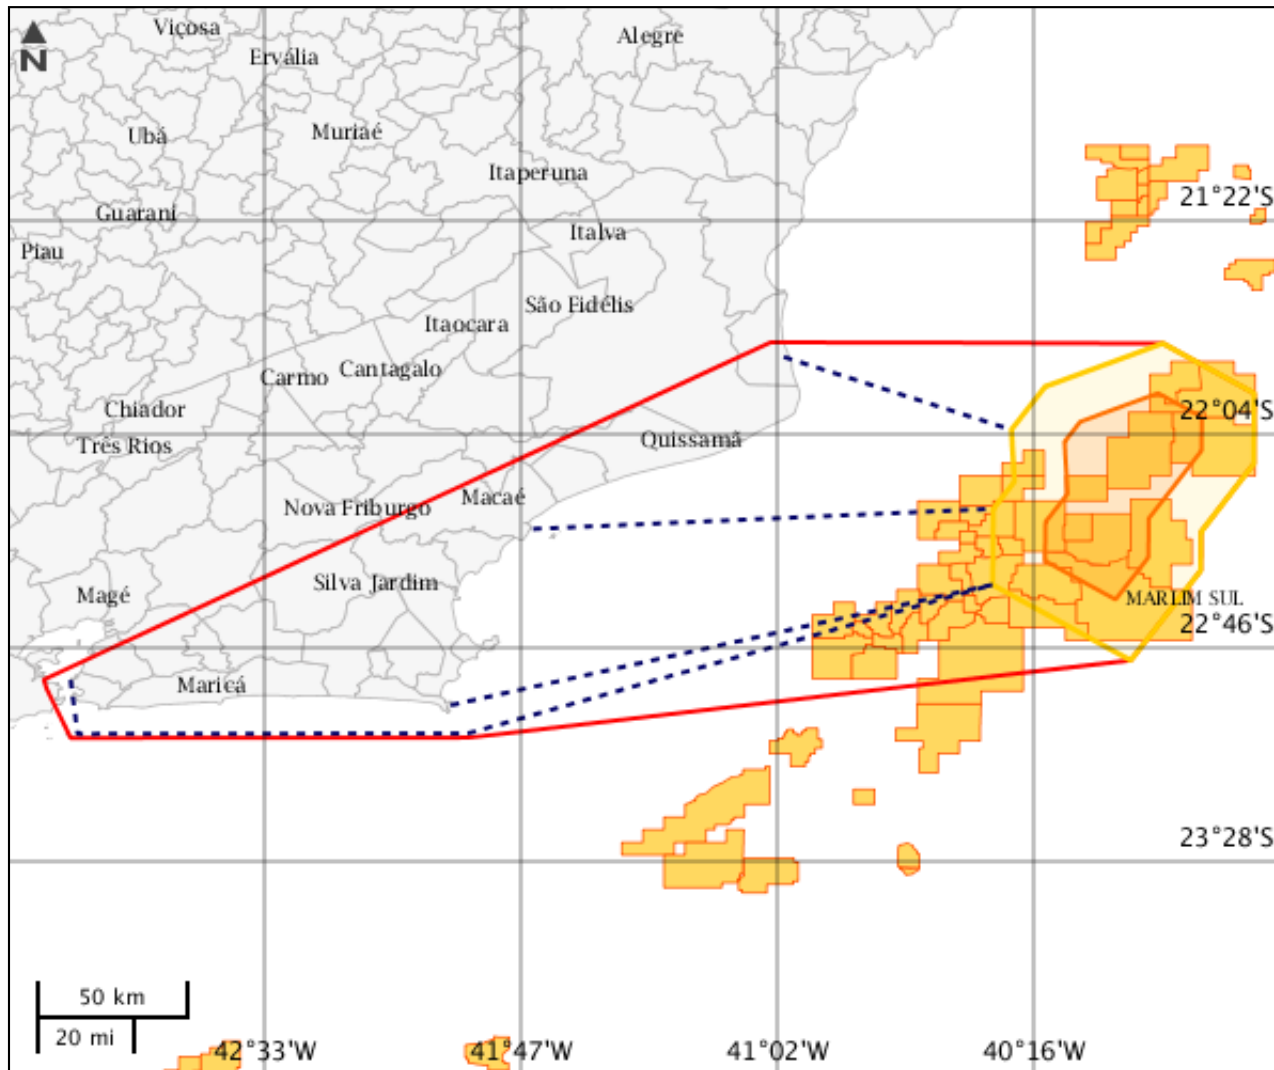 Viçosa
Alegre
N
Ervália
Ubá
Muriaé
Itaperuna
21°22'S
Guarani
Italva
Piau
São Fidélis
Itaocara
Cantagalo
Carmo
Chiador
22°04'S
Três Rios
Quissamã
Macaé
Nova Friburgo
Silva Jardim
Magé
MARLIM SUL
22°46'S
Maricá
23°28'S
50 km
20 mi
42°33'W
41°47'W
41°02'W
40°16'W